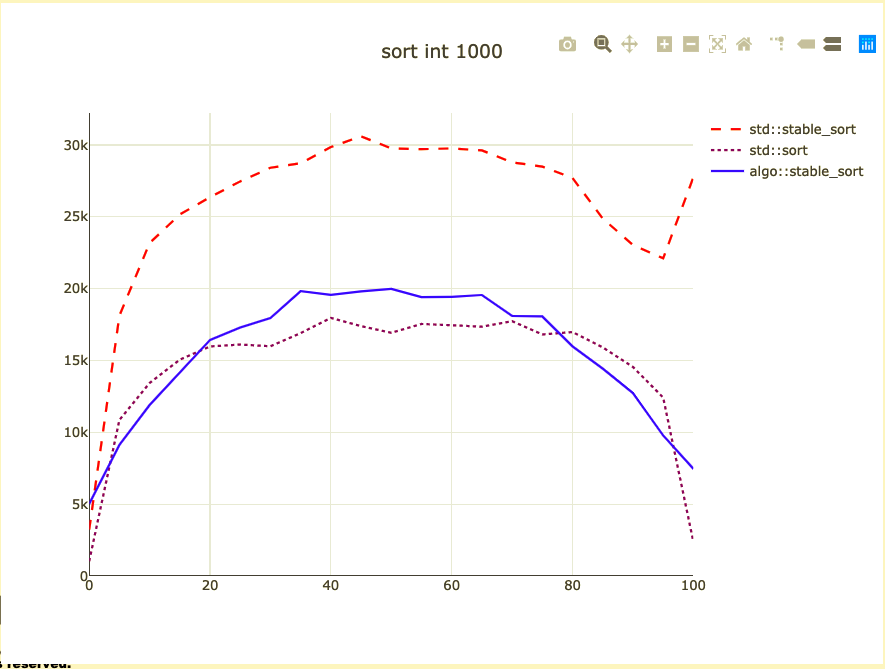 sort int 1000
30k
25k
20k
15k
10k
5k
0
0 20 40 60 80 100
std::stable_sort
std::sort
algo::stable_sort
reserved.